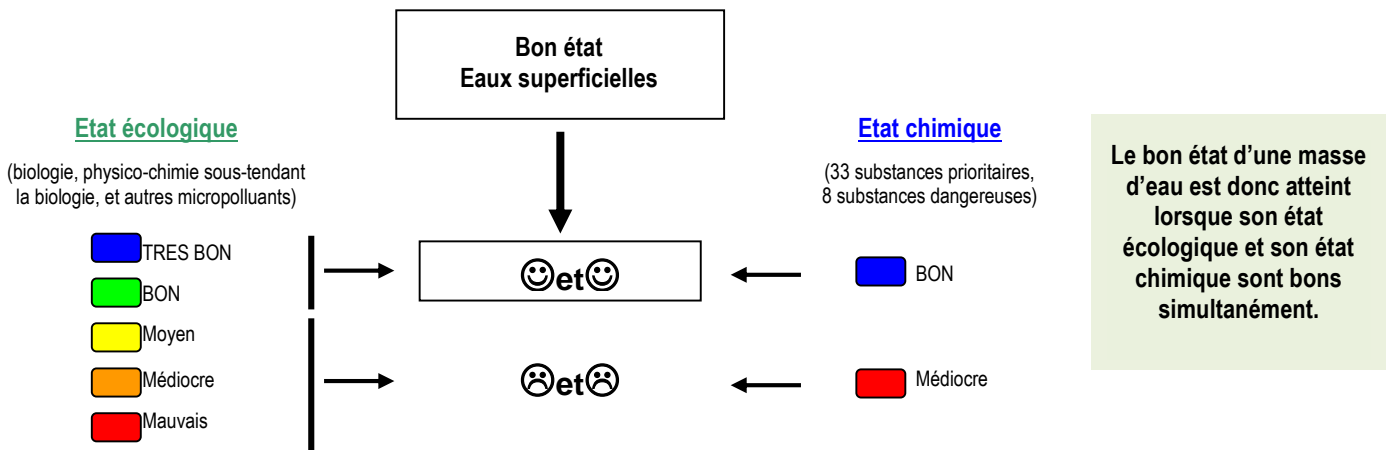 Bon état
Eaux superficielles
Etat écologique
(biologie, physico-chimie sous-tendant
la biologie, et autres micropolluants)
TRES BON
BON
Moyen
Médiocre
Mauvais
☺et☺
☹et☹
Etat chimique
(33 substances prioritaires,
8 substances dangereuses)
BON
Médiocre
Le bon état d’une masse
d’eau est donc atteint
lorsque son état
écologique et son état
chimique sont bons
simultanément.